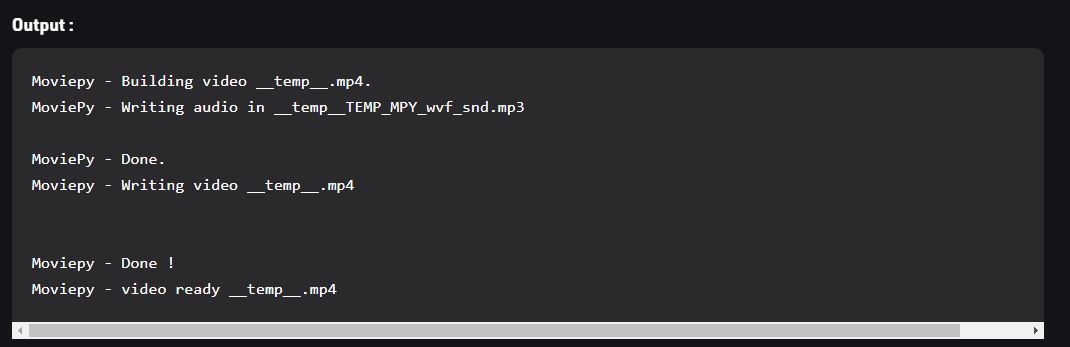 Output :
Moviepy - Building video __temp__.mp4.
MoviePy - Writing audio in __temp__TEMP_MPY_wvf_snd.mp3
MoviePy - Done.
Moviepy - Writing video __temp__.mp4
Moviepy - Done !
Moviepy - video ready __temp__.mp4